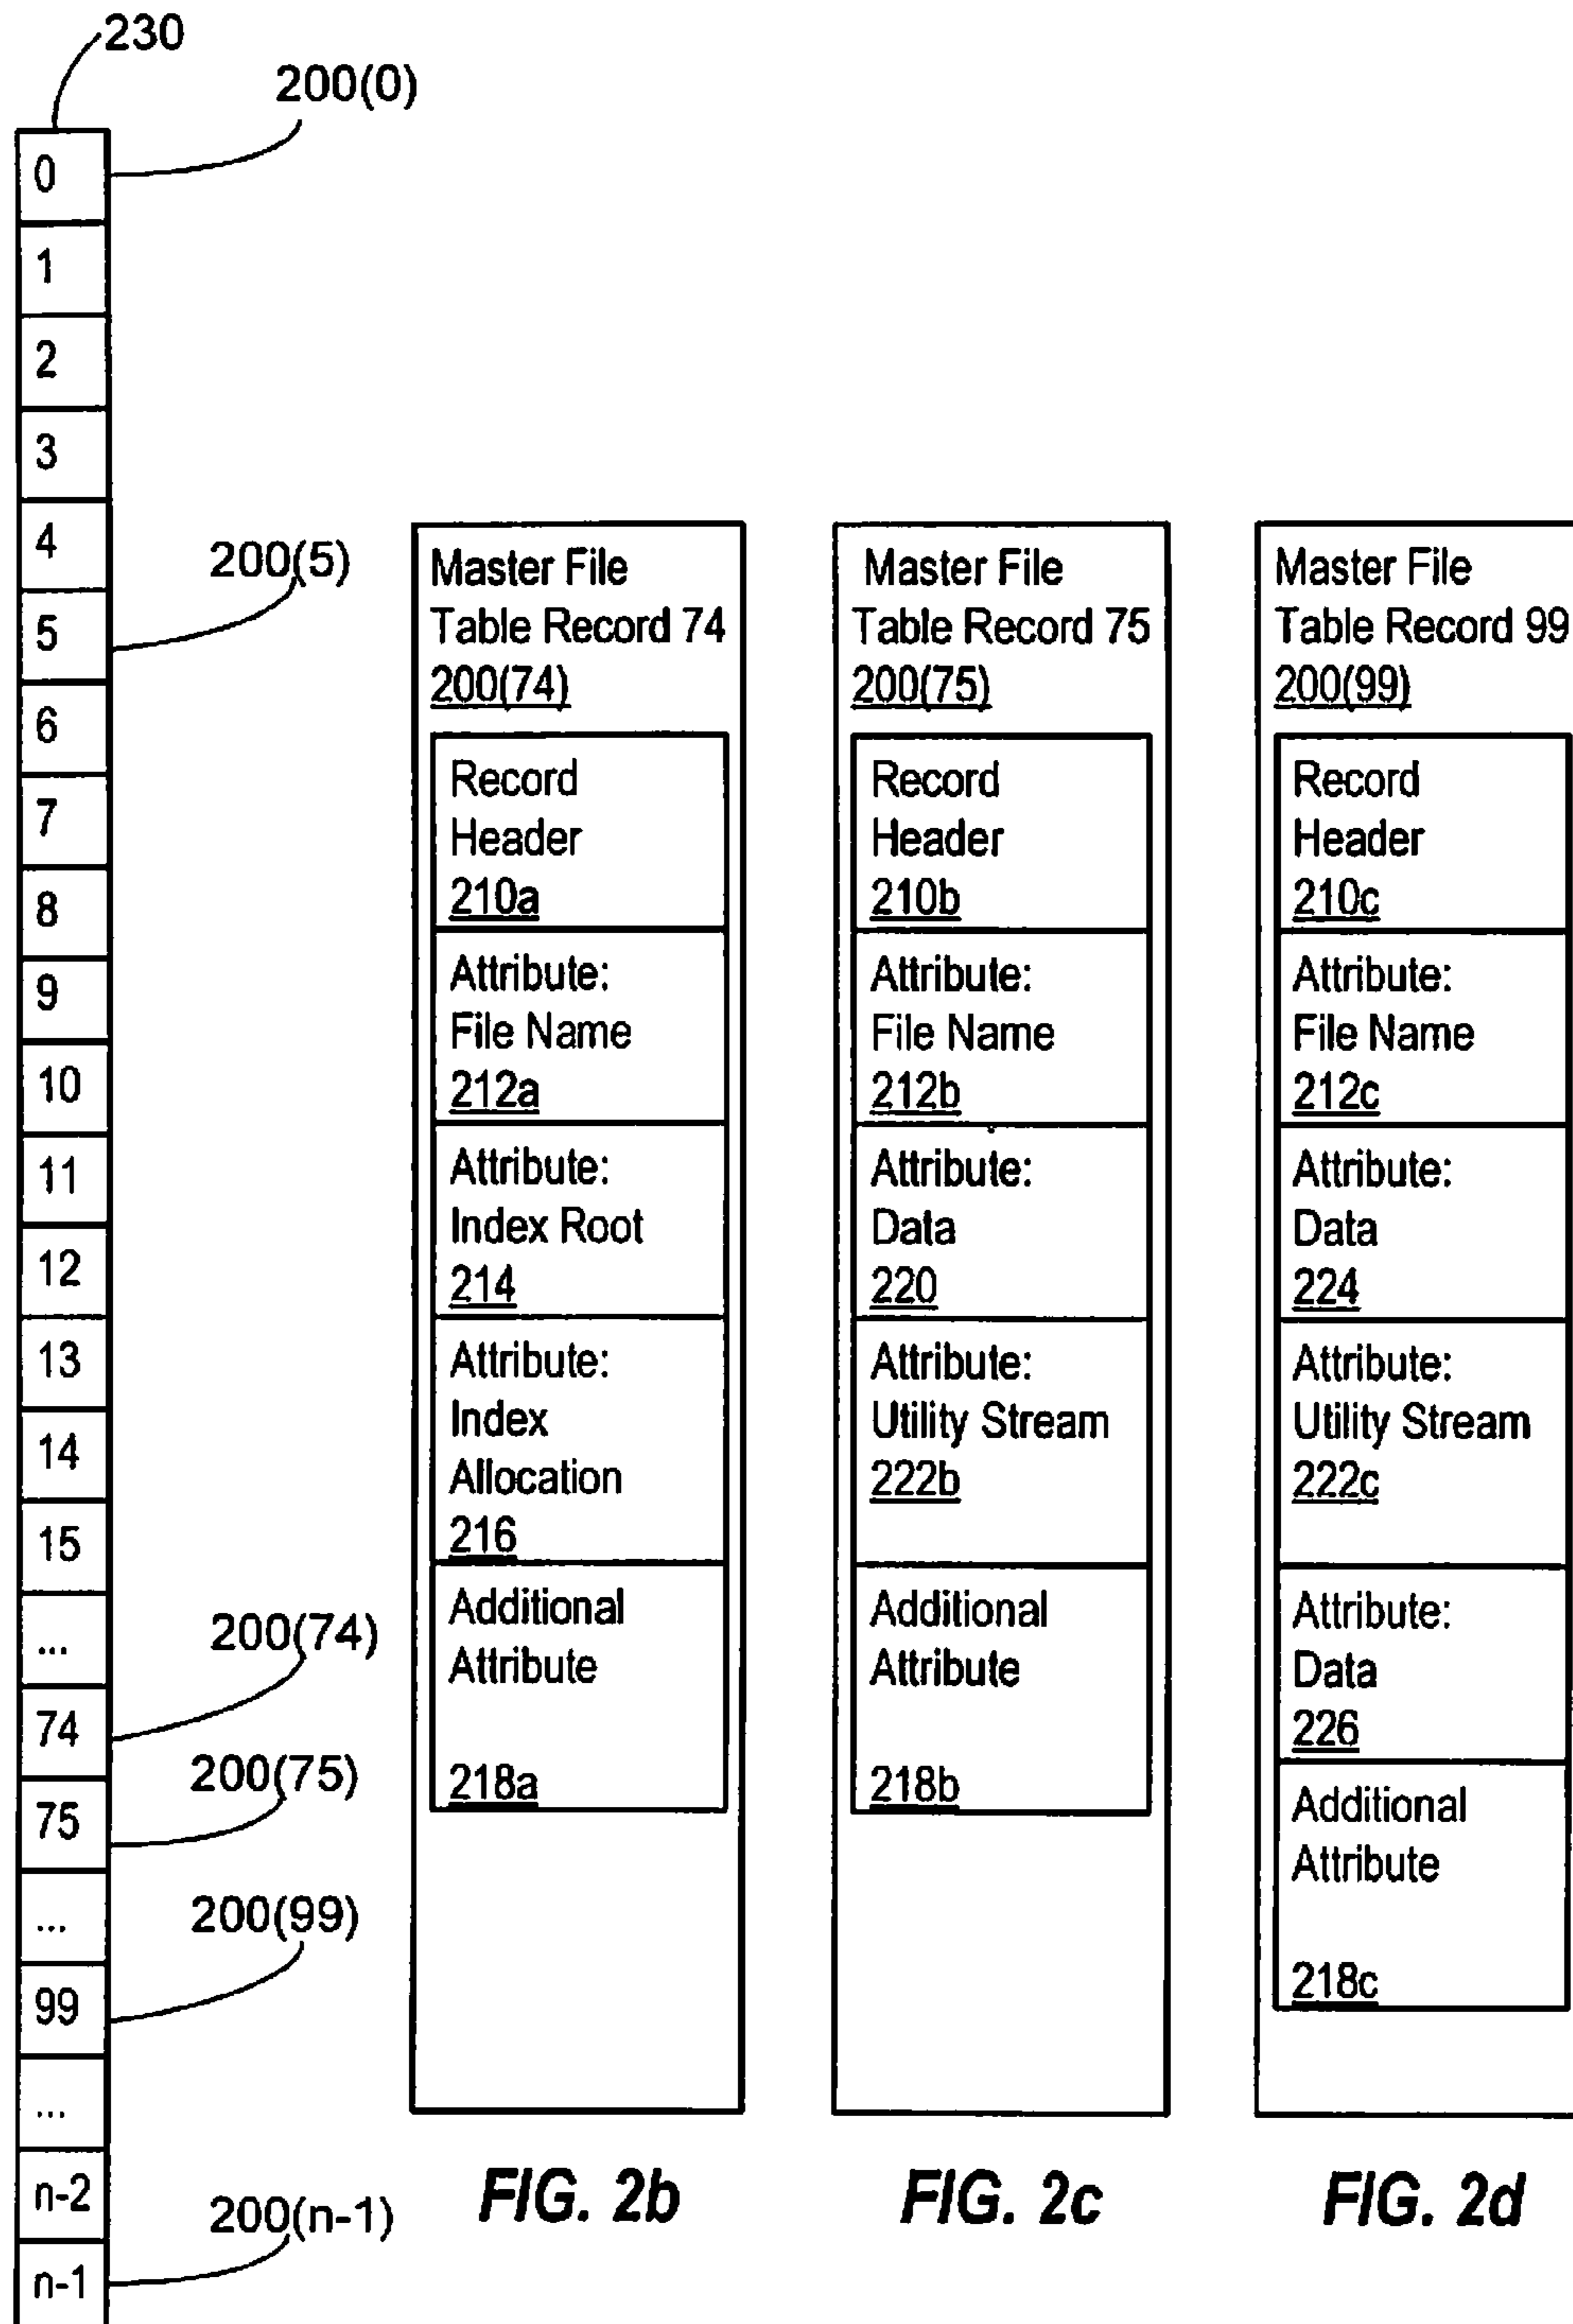 230
200(0)
0
1
2
3
4
5
6
7
8
9
10
11
12
13
14
15
...
74
75
...
99
...
n-2
n-1
200(5)
200(74)
200(75)
200(99)
200(n-1)
Master File
Table Record 74
200(74)
Record
Header
210a
Attribute:
File Name
212a
Attribute:
Index Root
214
Attribute:
Index
Allocation
216
Additional
Attribute
218a
FIG. 2b
Master File
Table Record 75
200(75)
Record
Header
210b
Attribute:
File Name
212b
Attribute:
Data
220
Attribute:
Utility Stream
222b
Additional
Attribute
218b
FIG. 2c
Master File
Table Record 99
200(99)
Record
Header
210c
Attribute:
File Name
212c
Attribute:
Data
224
Attribute:
Utility Stream
222c
Attribute:
Data
226
Additional
Attribute
218c
FIG. 2d